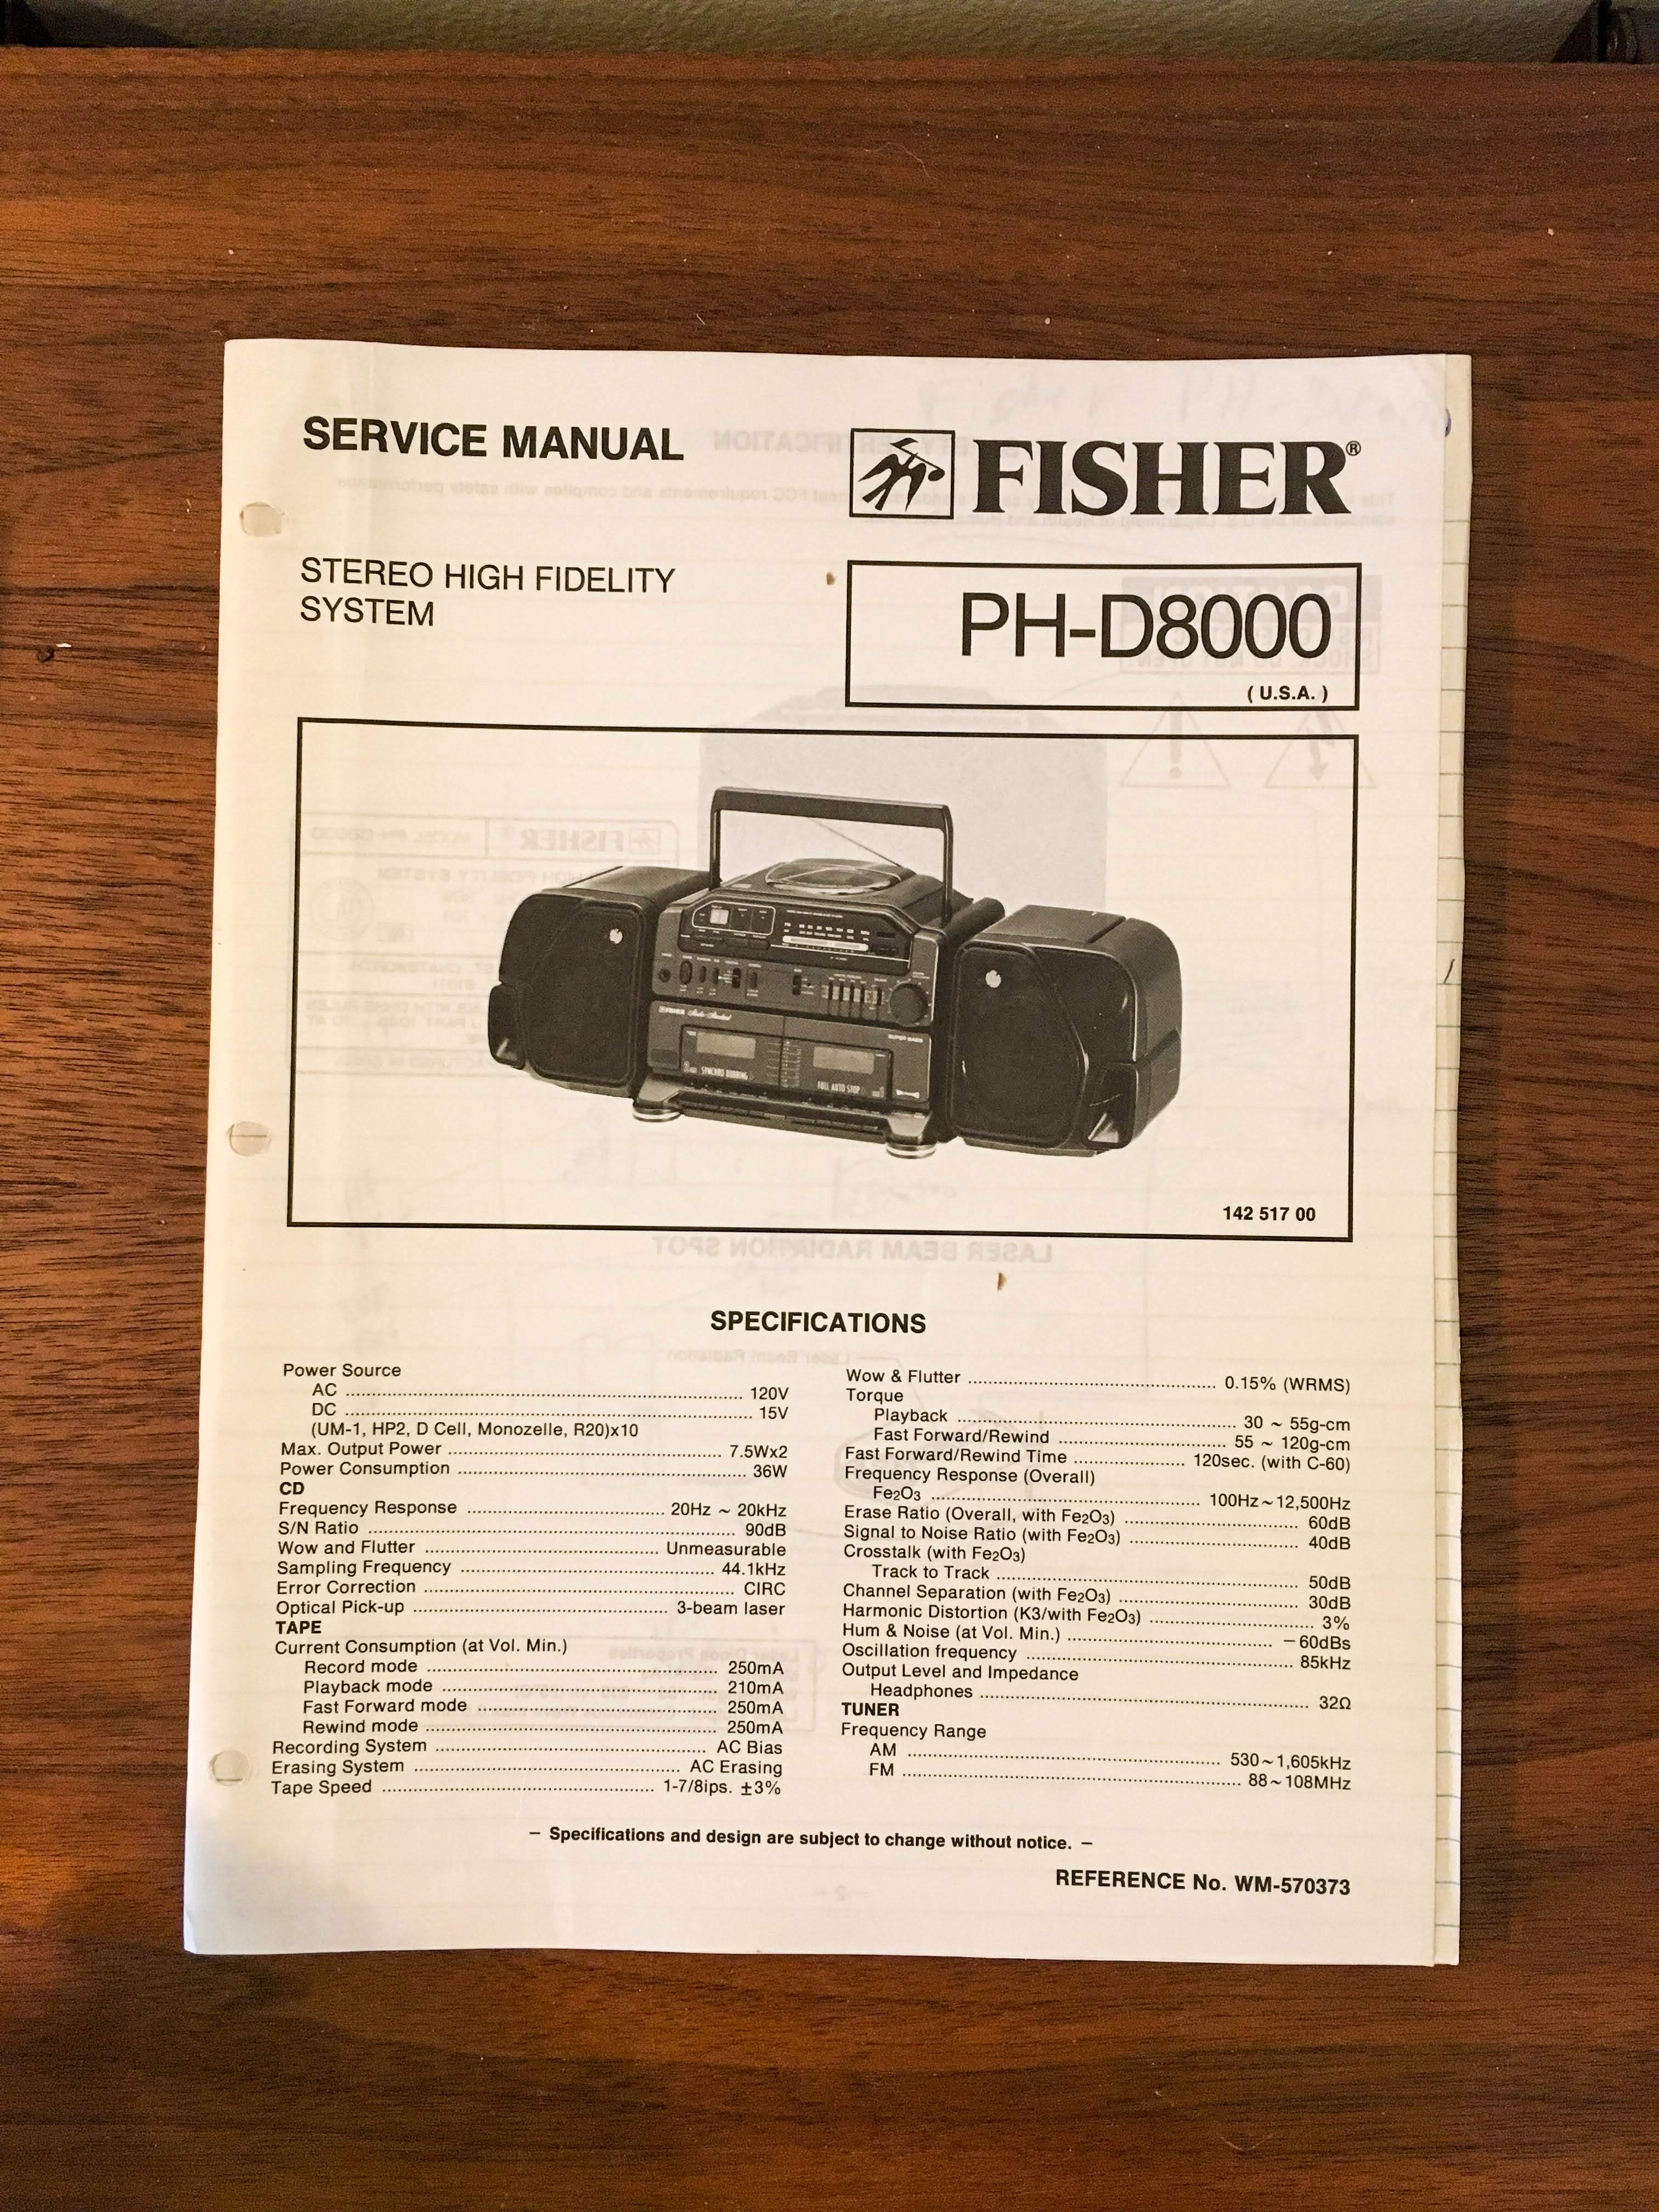 SERVICE MANUAL
FISHER®
STEREO HIGH FIDELITY
SYSTEM
PH-D8000
( U.S.A. )
FISHER
SUPER BASS
SYNCHRO DUBBING
FULL AUTO STOP
142 517 00
SPECIFICATIONS
Power Source
AC ........ 120V
DC ........ 15V
(UM-1, HP2, D Cell, Monozelle, R20)x10
Max. Output Power ........ 7.5Wx2
Power Consumption ........ 36W
CD
Frequency Response ........ 20Hz ~ 20kHz
S/N Ratio ........ 90dB
Wow and Flutter ........ Unmeasurable
Sampling Frequency ........ 44.1kHz
Error Correction ........ CIRC
Optical Pick-up ........ 3-beam laser
TAPE
Current Consumption (at Vol. Min.)
Record mode ........ 250mA
Playback mode ........ 210mA
Fast Forward mode ........ 250mA
Rewind mode ........ 250mA
Recording System ........ AC Bias
Erasing System ........ AC Erasing
Tape Speed ........ 1-7/8ips. ±3%
Wow & Flutter ........ 0.15% (WRMS)
Torque
Playback ........ 30 ~ 55g-cm
Fast Forward/Rewind ........ 55 ~ 120g-cm
Fast Forward/Rewind Time ........ 120sec. (with C-60)
Frequency Response (Overall)
Fe₂O₃ ........ 100Hz~12,500Hz
Erase Ratio (Overall, with Fe₂O₃) ........ 60dB
Signal to Noise Ratio (with Fe₂O₃) ........ 40dB
Crosstalk (with Fe₂O₃)
Track to Track ........ 50dB
Channel Separation (with Fe₂O₃) ........ 30dB
Harmonic Distortion (K3/with Fe₂O₃) ........ 3%
Hum & Noise (at Vol. Min.) ........ −60dBs
Oscillation frequency ........ 85kHz
Output Level and Impedance
Headphones ........ 32Ω
TUNER
Frequency Range
AM ........ 530~1,605kHz
FM ........ 88~108MHz
– Specifications and design are subject to change without notice. –
REFERENCE No. WM-570373